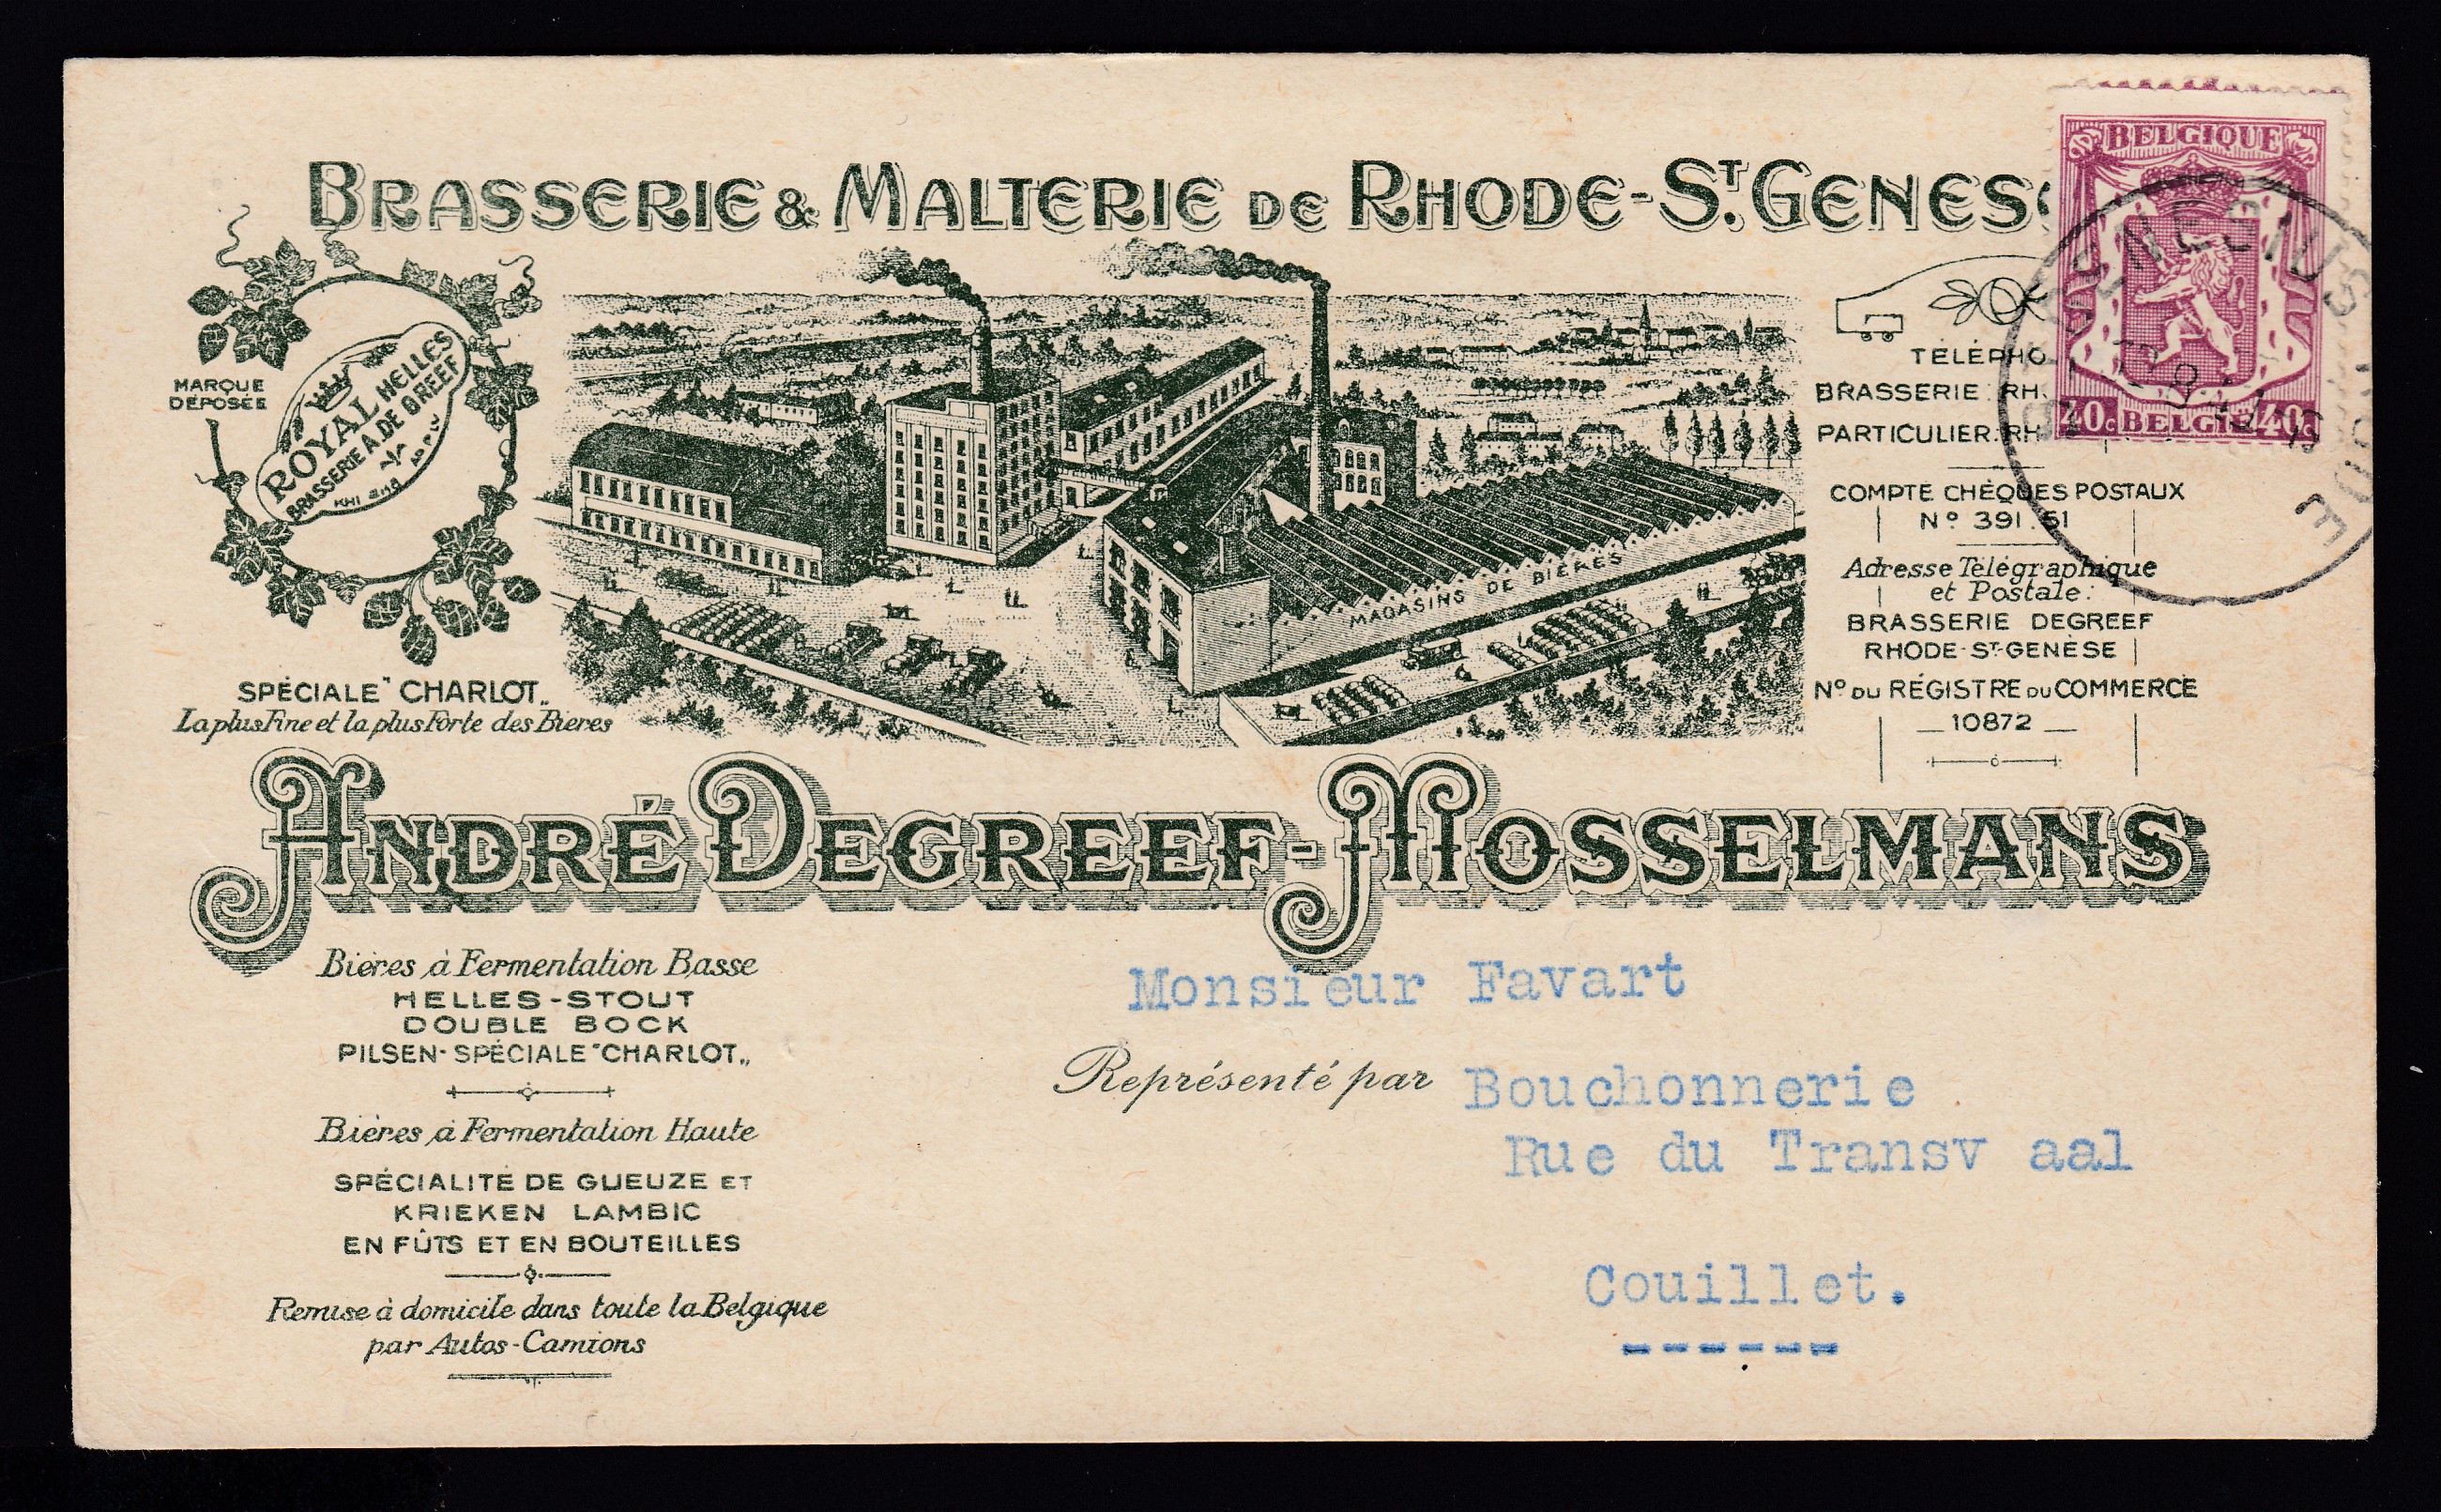 BRASSERIE & MALTERIE DE RHODE-ST. GENES
BELGIQUE
40c BELGIE 40c
MARQUE
DÉPOSÉE
ROYAL HELLES
BRASSERIE A. DE GREEF
SPÉCIALE "CHARLOT"
La plus Fine et la plus Forte des Bières
MAGASINS DE BIÈRES
TÉLÉPHO
BRASSERIE RH
PARTICULIER. RH
COMPTE CHÈQUES POSTAUX
No 391.51
Adresse Télégraphique
et Postale:
BRASSERIE DEGREEF
RHODE-ST-GENÈSE
No DU RÉGISTRE DU COMMERCE
10872
ANDRÉ DEGREEF-MOSSELMANS
Bières à Fermentation Basse
HELLES-STOUT
DOUBLE BOCK
PILSEN-SPÉCIALE "CHARLOT"
Bières à Fermentation Haute
SPÉCIALITÉ DE GUEUZE ET
KRIEKEN LAMBIC
EN FÛTS ET EN BOUTEILLES
Remise à domicile dans toute la Belgique
par Autos-Camions
Monsieur Favart
Représenté par Bouchonnerie
Rue du Transv aal
Couillet.